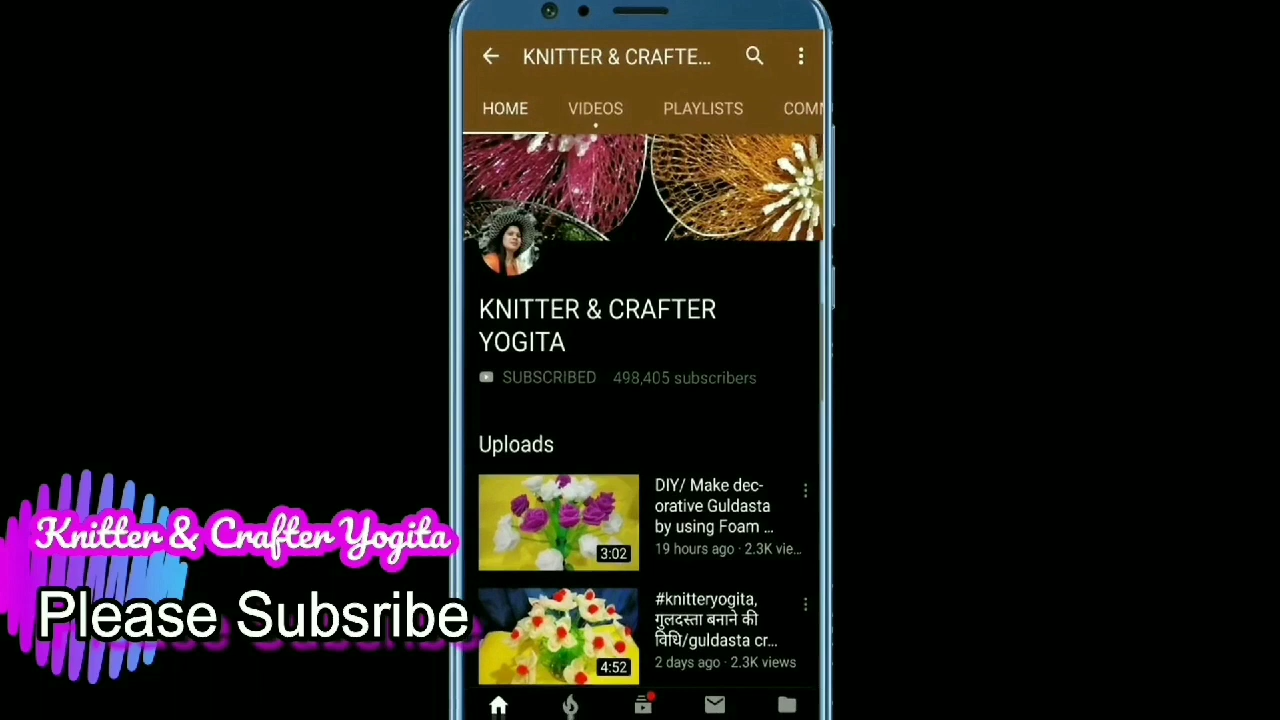 KNITTER & CRAFTE...
HOME VIDEOS PLAYLISTS COMM
KNITTER & CRAFTER
YOGITA
SUBSCRIBED 498,405 subscribers
Uploads
DIY/ Make dec-
orative Guldasta
by using Foam ...
19 hours ago · 2.3K vie...
3:02
#knitteryogita,
गुलदस्ता बनाने की
विधि/guldasta cr...
2 days ago · 2.3K views
4:52
Knitter & Crafter Yogita
Please Subsribe